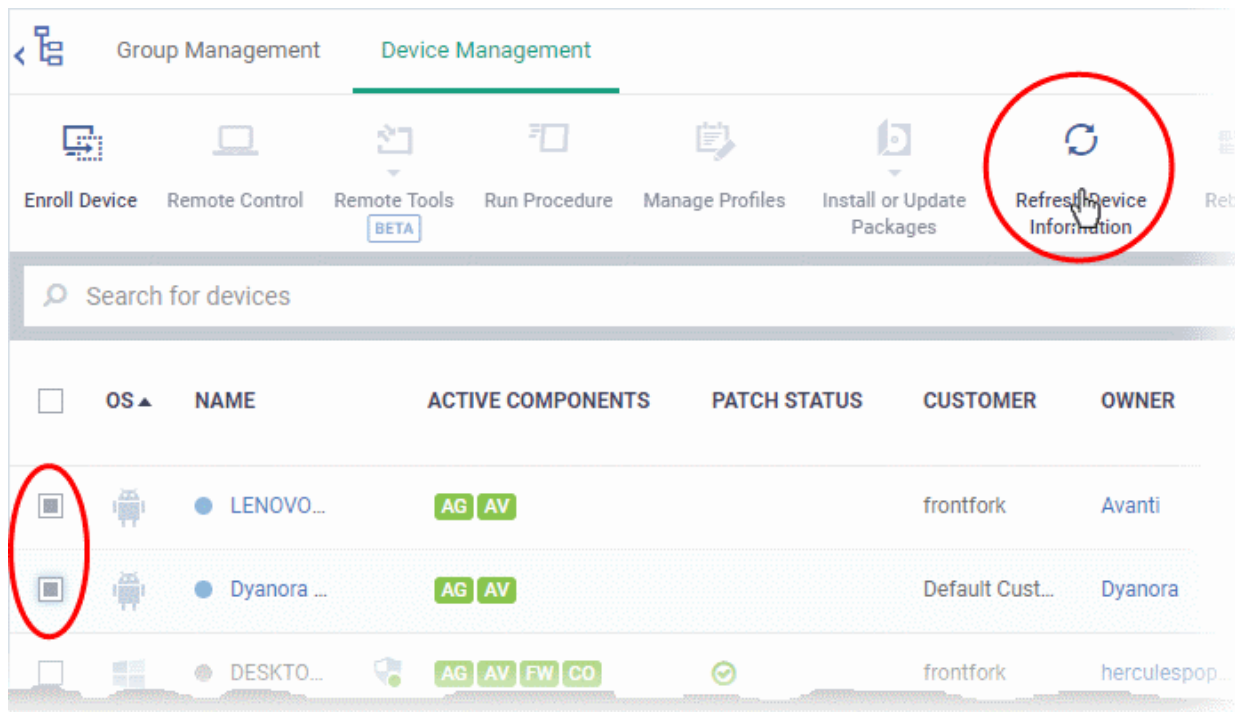 Group Management Device Management
Enroll Device Remote Control Remote Tools Run Procedure Manage Profiles Install or Update Refresh Device
BETA Packages Information
Search for devices
OS NAME ACTIVE COMPONENTS PATCH STATUS CUSTOMER OWNER
LENOVO... AG AV frontfork Avanti
Dyanora ... AG AV Default Cust... Dyanora
DESKTO... AG AV FW CO frontfork herculespop...